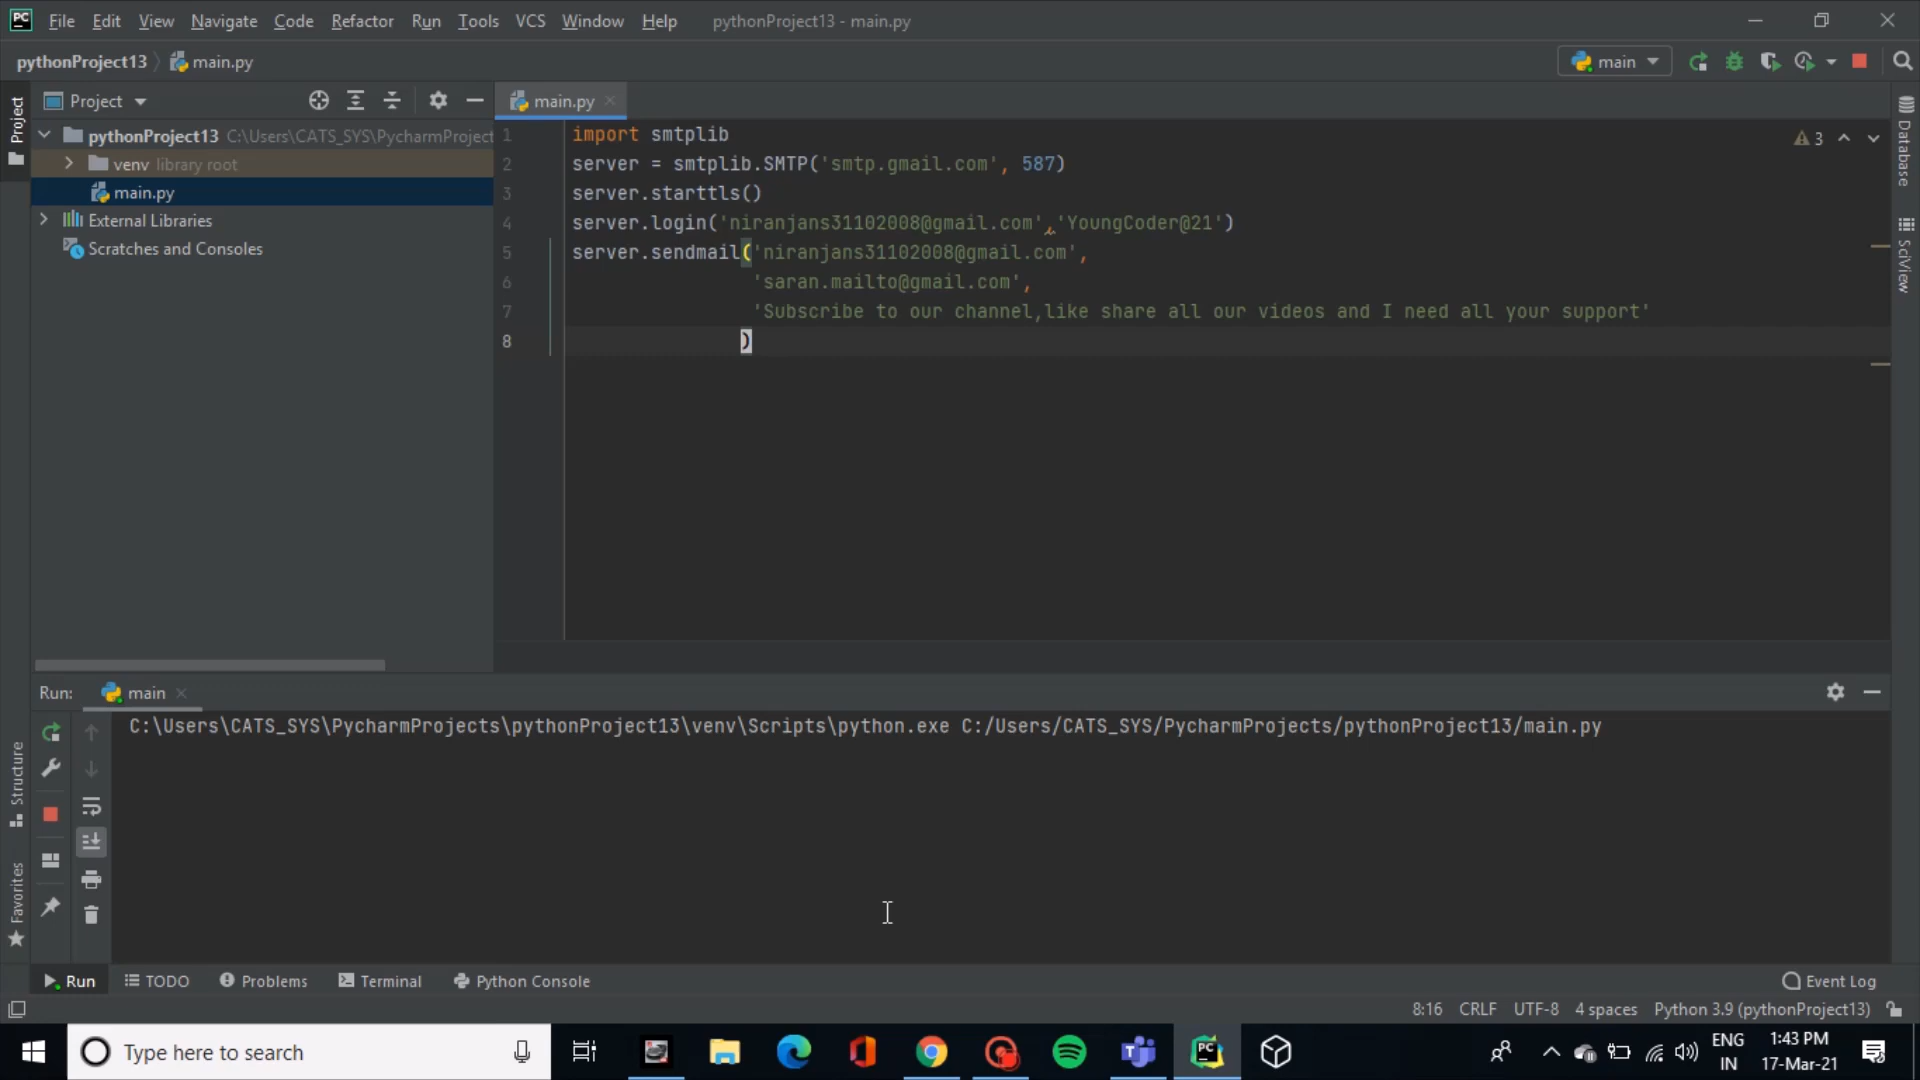 PC File Edit View Navigate Code Refactor Run Tools VCS Window Help pythonProject13 - main.py
pythonProject13 main.py main
Project main.py
pythonProject13 C:\Users\CATS_SYS\PycharmProject
venv library root
main.py
External Libraries
Scratches and Consoles
Project
1 import smtplib
2 server = smtplib.SMTP('smtp.gmail.com', 587)
3 server.starttls()
4 server.login('niranjans31102008@gmail.com','YoungCoder@21')
5 server.sendmail('niranjans31102008@gmail.com',
6 'saran.mailto@gmail.com',
7 'Subscribe to our channel,like share all our videos and I need all your support'
8 )
3
Database
SciView
Run: main
C:\Users\CATS_SYS\PycharmProjects\pythonProject13\venv\Scripts\python.exe C:/Users/CATS_SYS/PycharmProjects/pythonProject13/main.py
Structure
Favorites
Run TODO Problems Terminal Python Console Event Log
8:16 CRLF UTF-8 4 spaces Python 3.9 (pythonProject13)
Type here to search
PC
ENG
IN
1:43 PM
17-Mar-21